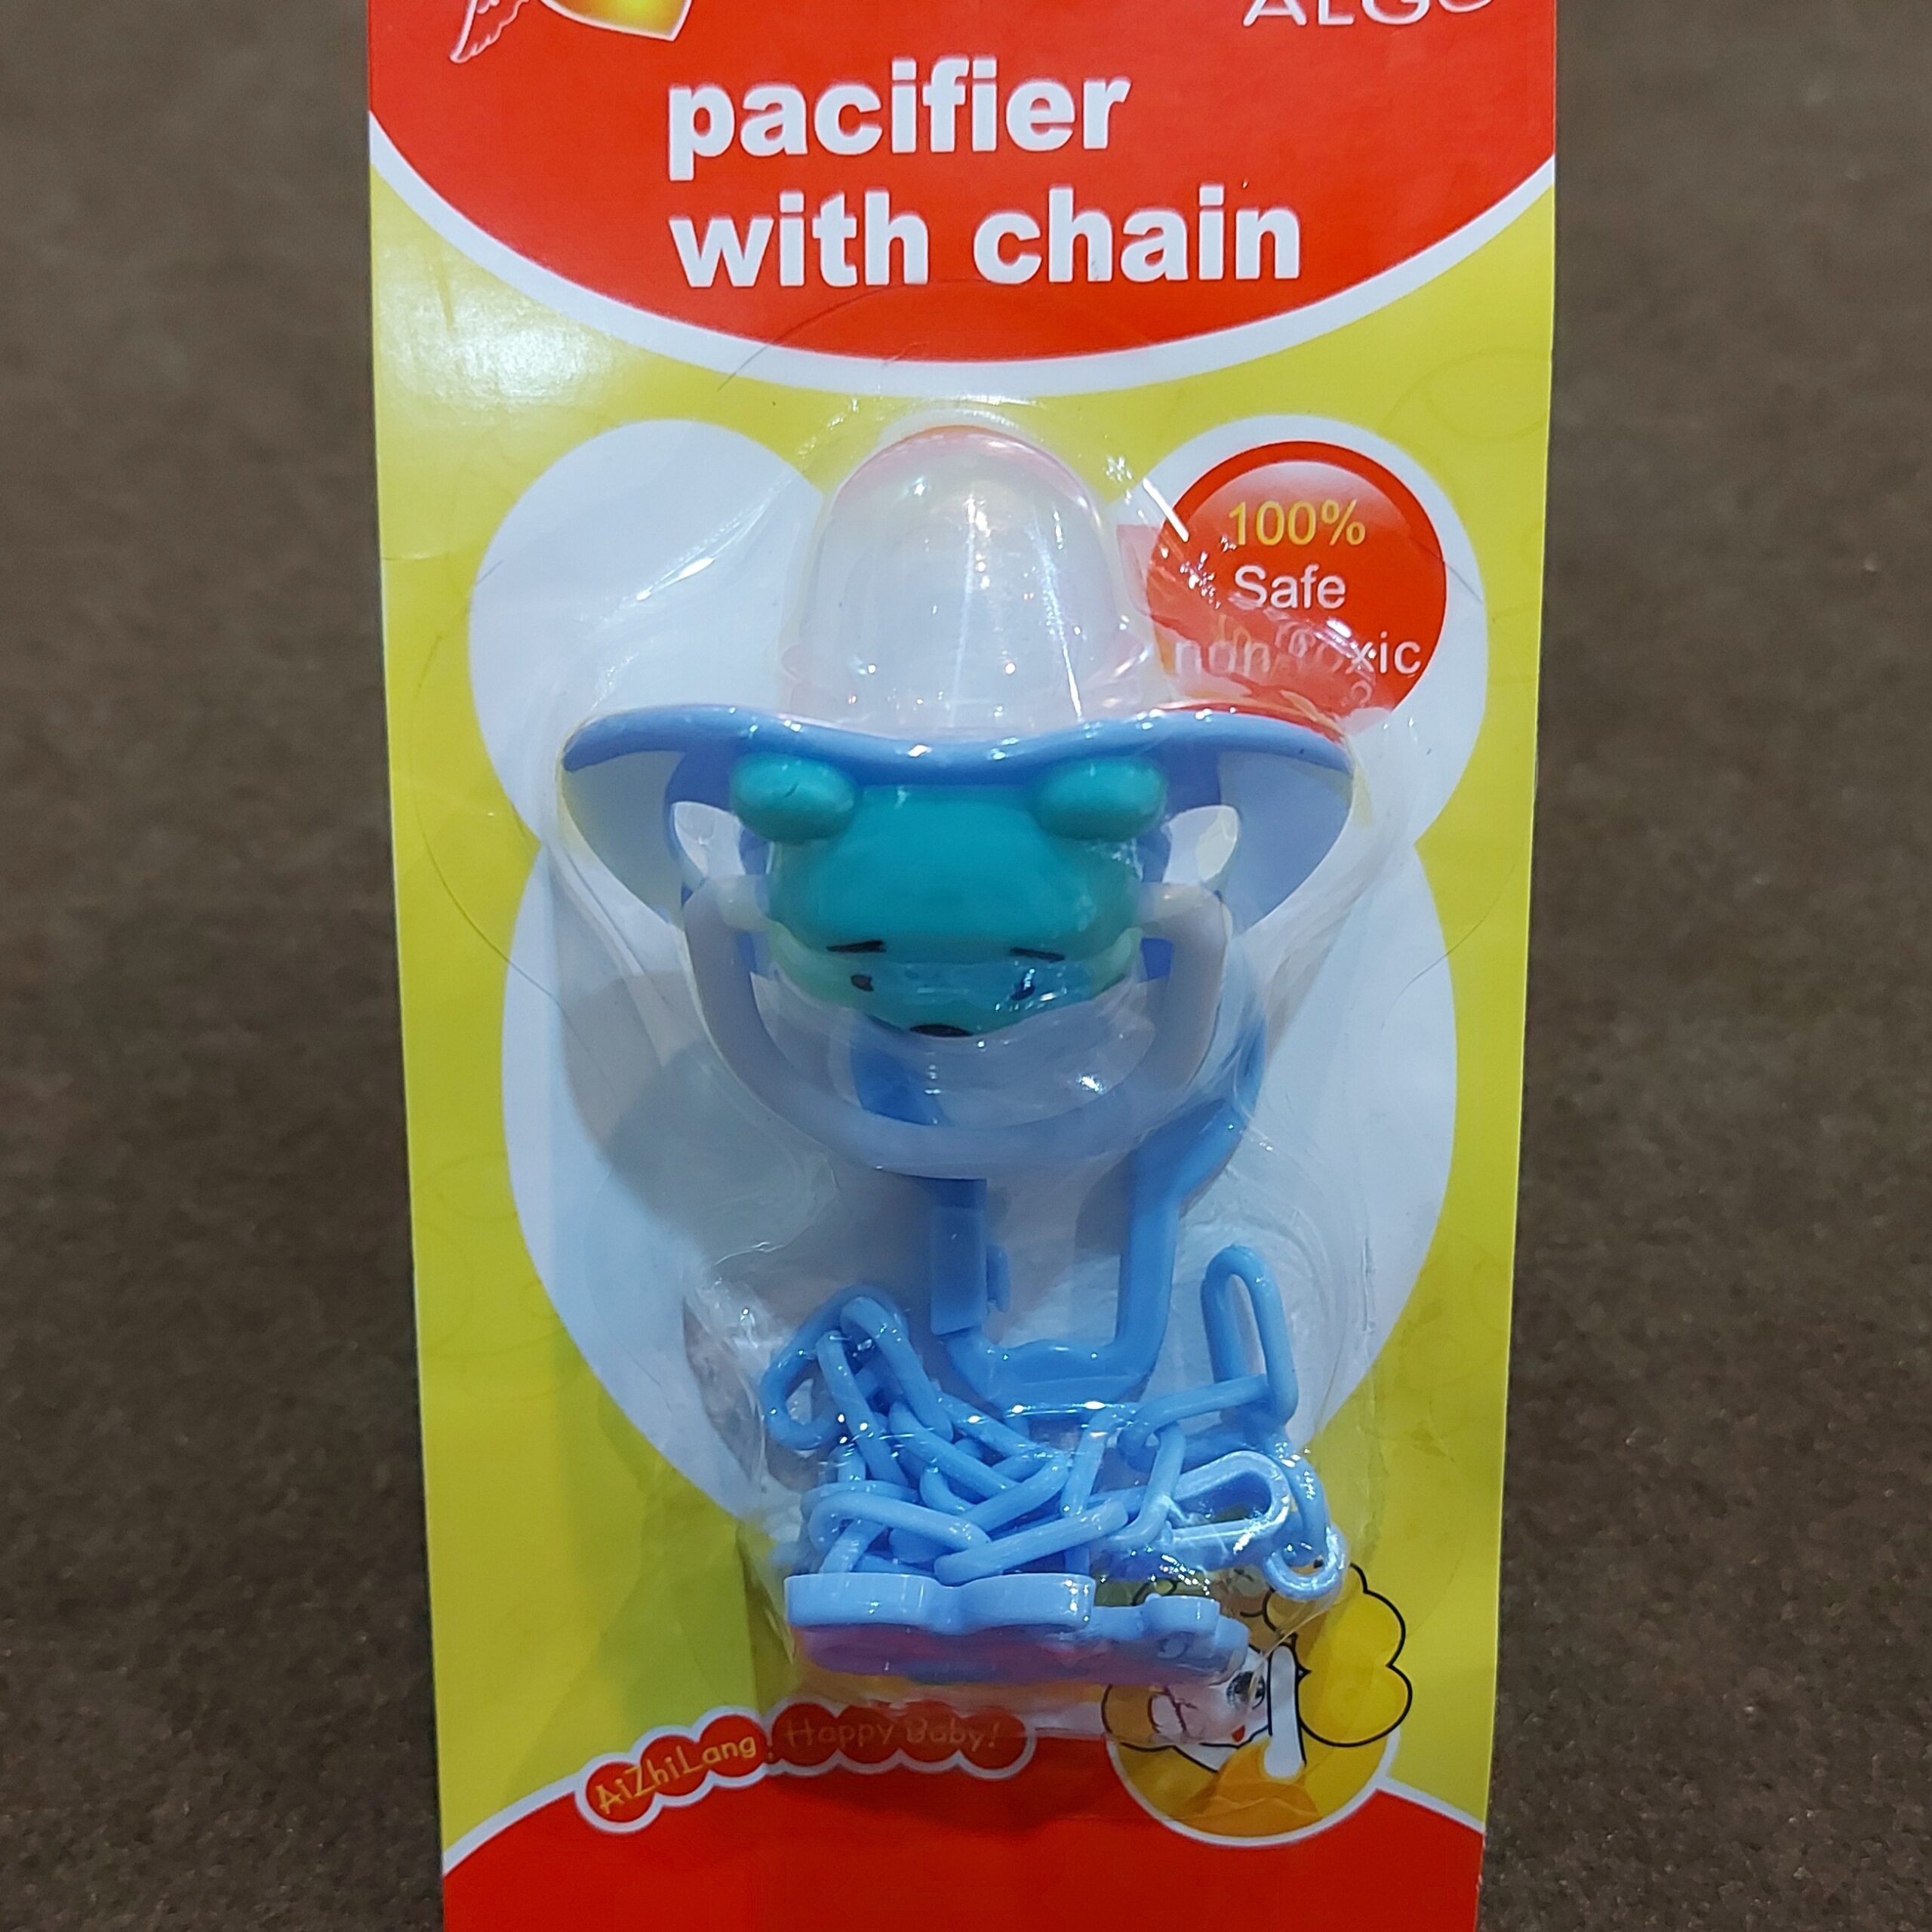 pacifier
with chain
100%
Safe
non-toxic
AiZhiLang! Happy Baby!